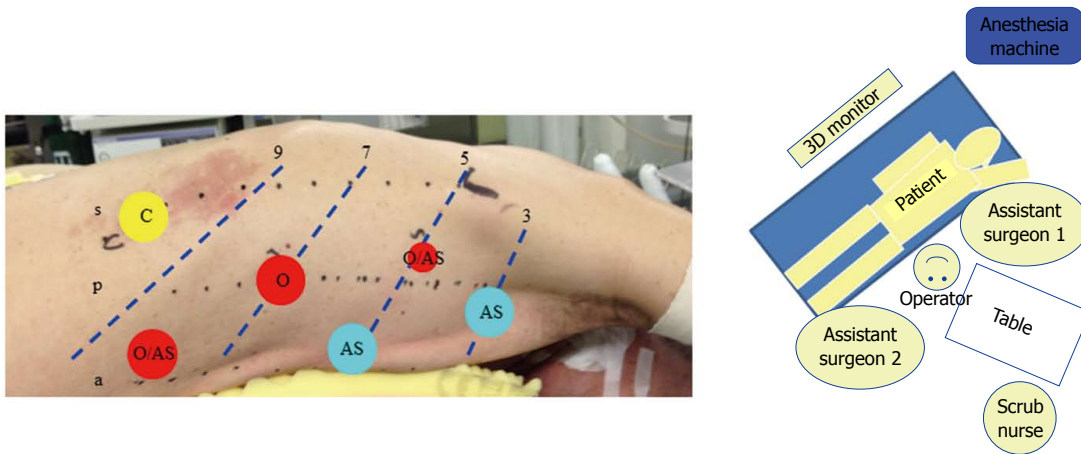 9
7
5
3
s
C
O/AS
p
O
AS
O/AS
AS
a
Anesthesia
machine
3D monitor
Patient
Assistant
surgeon 1
Operator
Table
Assistant
surgeon 2
Scrub
nurse